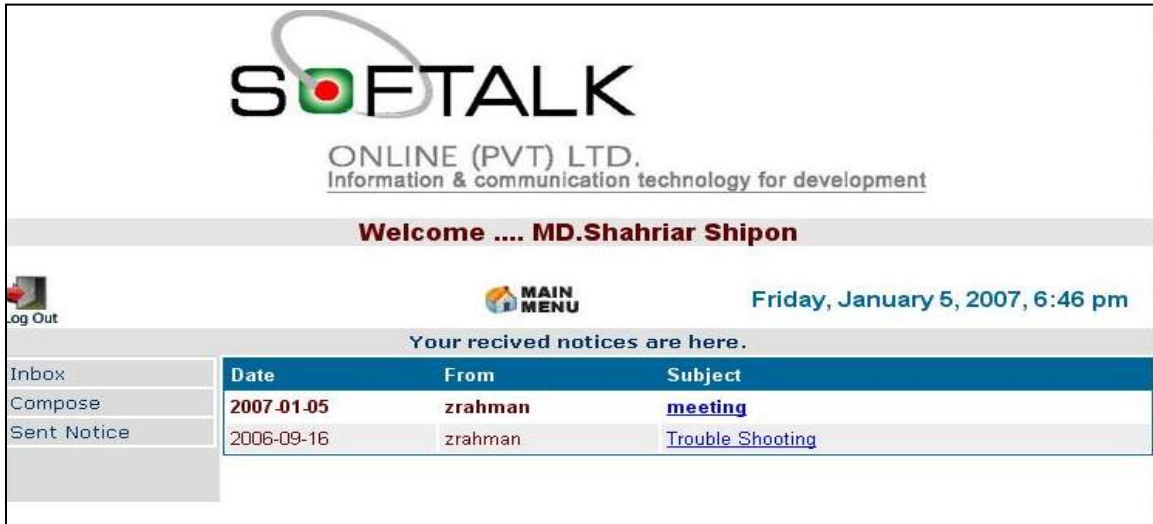 SOFTALK
ONLINE (PVT) LTD.
Information & communication technology for development
Welcome .... MD.Shahriar Shipon
Log Out
MAIN
MENU
Friday, January 5, 2007, 6:46 pm
Your recived notices are here.
Inbox
Compose
Sent Notice
Date From Subject
2007-01-05 zrahman meeting
2006-09-16 zrahman Trouble Shooting